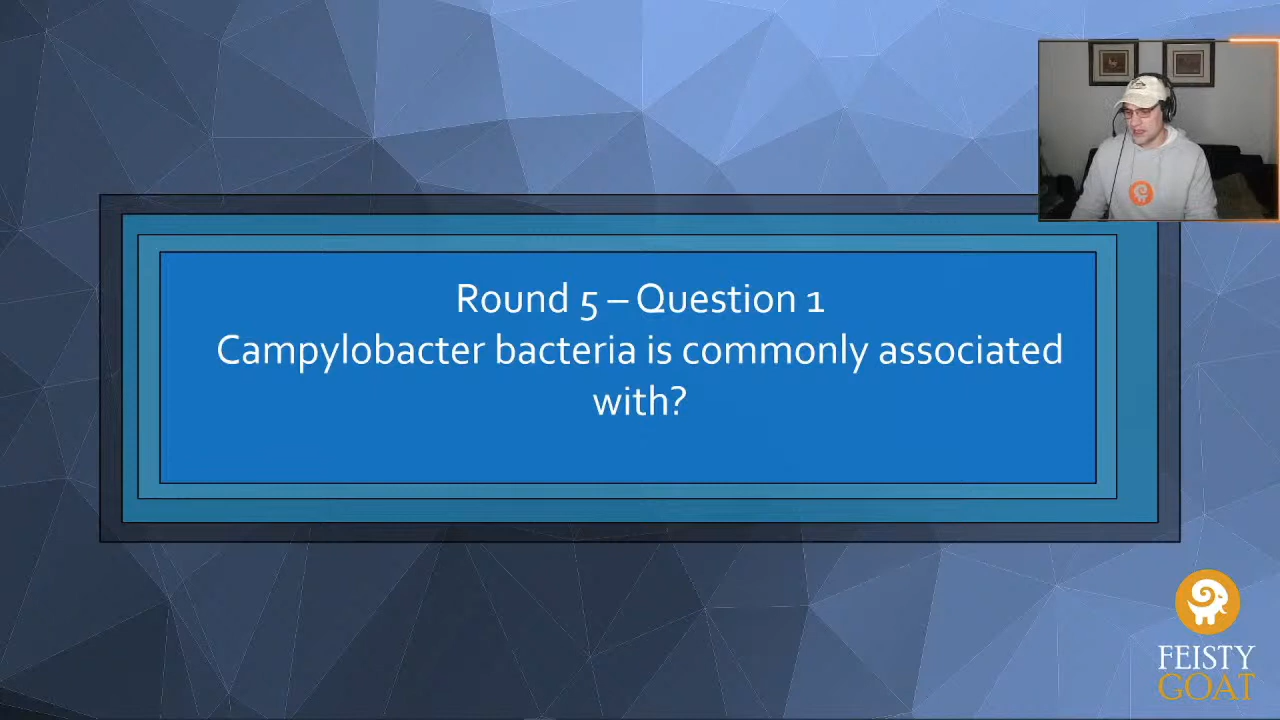 Round 5 – Question 1
Campylobacter bacteria is commonly associated
with?
FEISTY
GOAT